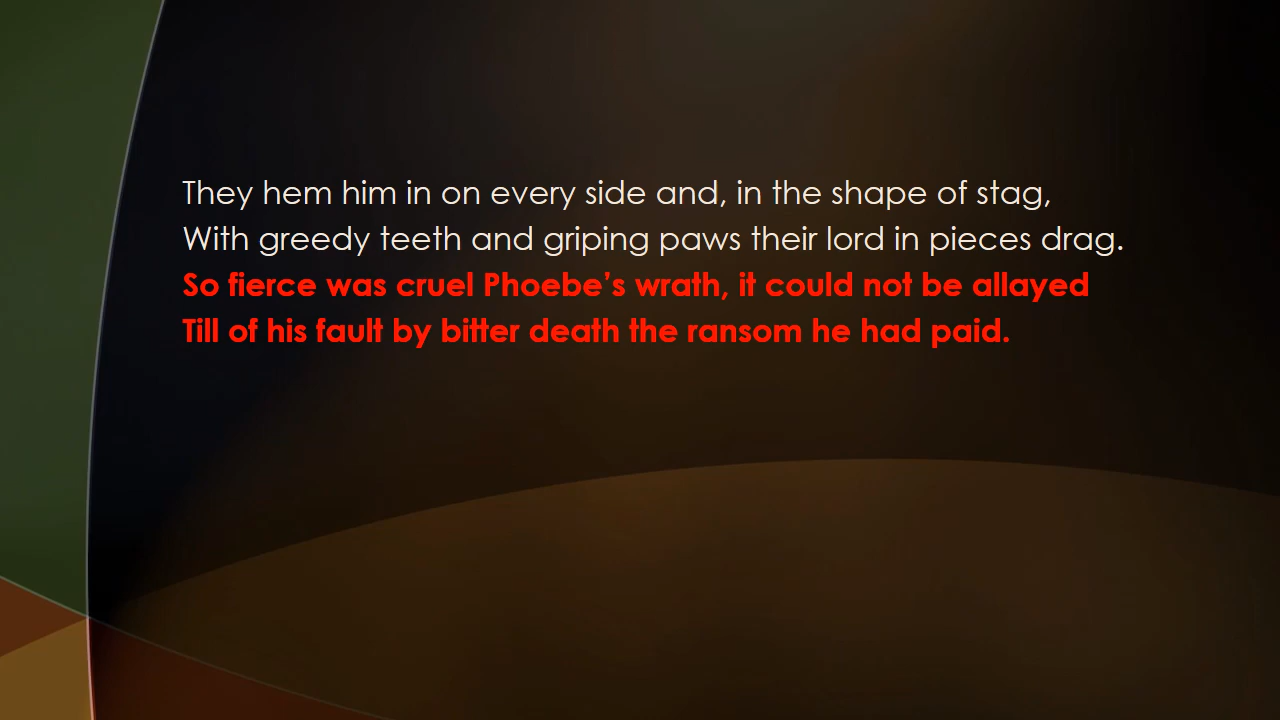 They hem him in on every side and, in the shape of stag,
With greedy teeth and griping paws their lord in pieces drag.
So fierce was cruel Phoebe’s wrath, it could not be allayed
Till of his fault by bitter death the ransom he had paid.